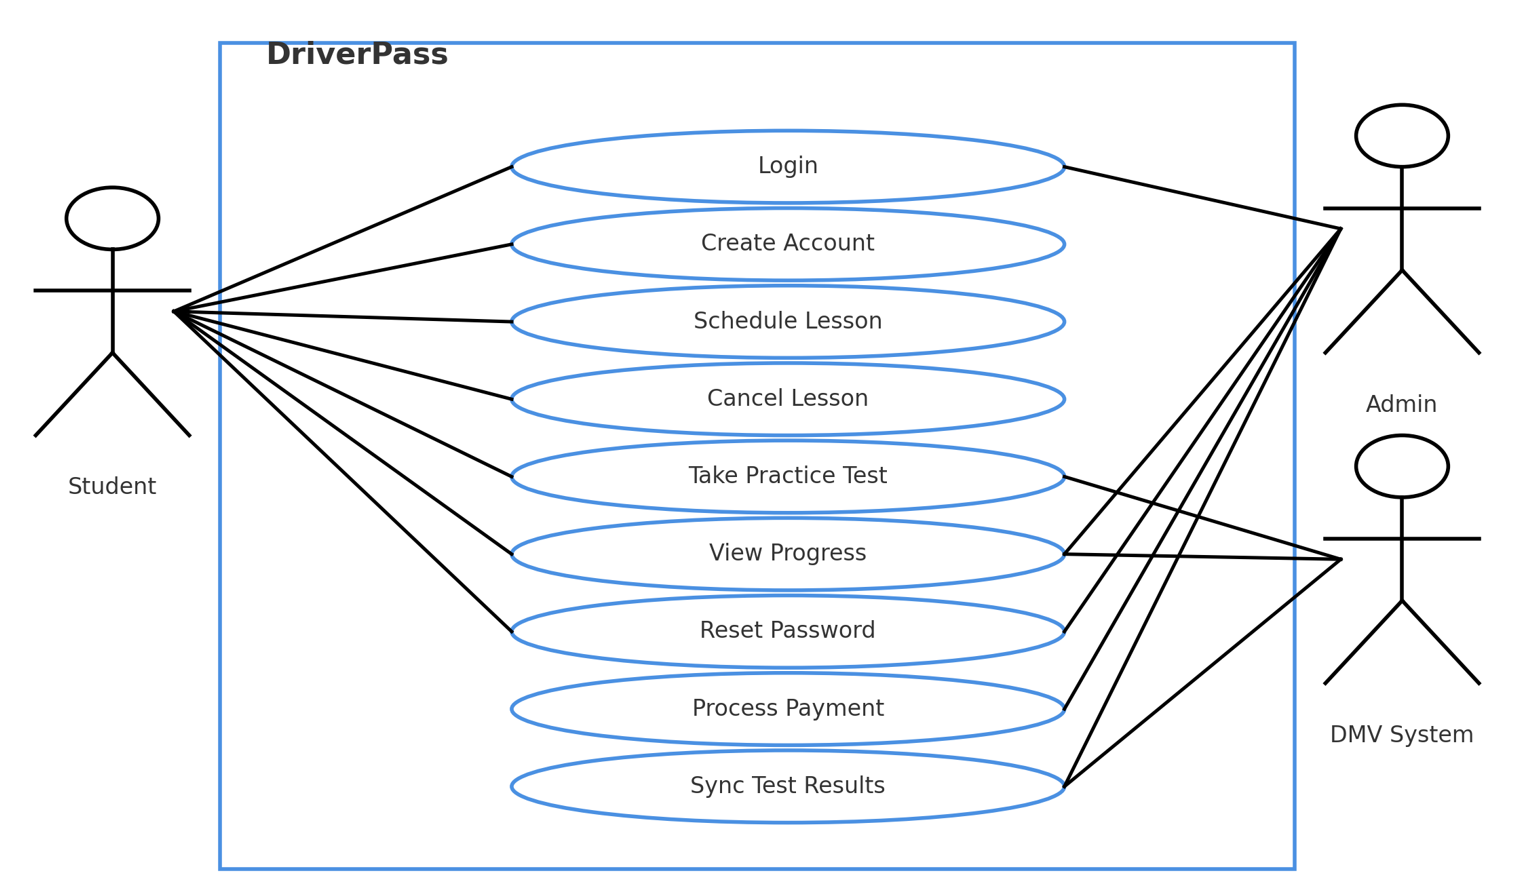 DriverPass
Login
Create Account
Schedule Lesson
Cancel Lesson
Take Practice Test
View Progress
Reset Password
Process Payment
Sync Test Results
Student
Admin
DMV System